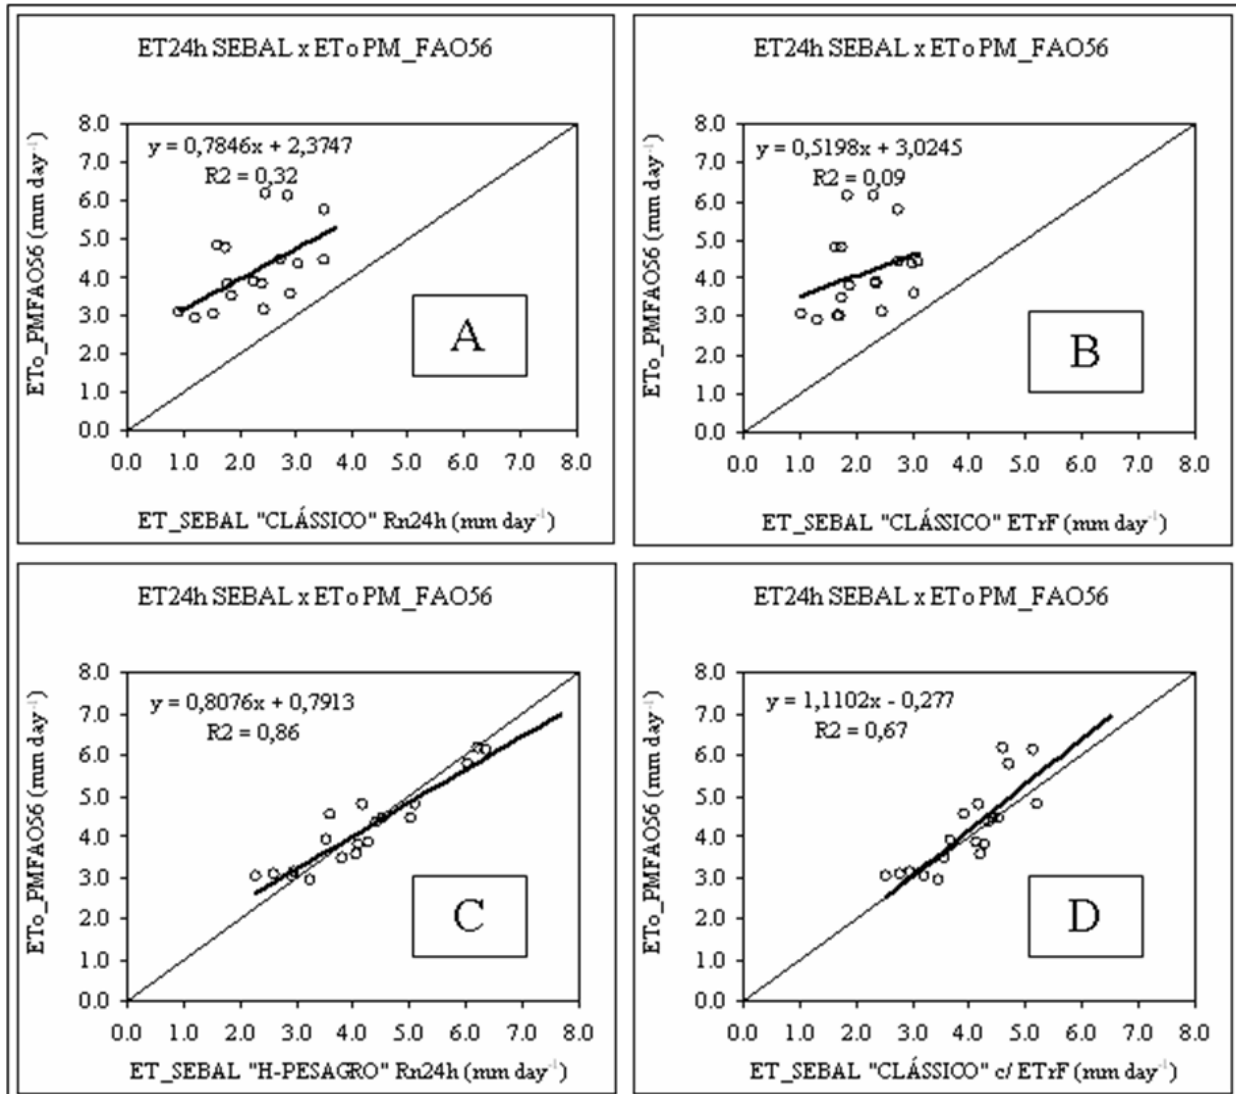 ET24h SEBAL x ETo PM_FAO56
y = 0,7846x + 2,3747
R2 = 0,32
ETo_PMFAO56 (mm day⁻¹)
8.0
7.0
6.0
5.0
4.0
3.0
2.0
1.0
0.0
A
0.0 1.0 2.0 3.0 4.0 5.0 6.0 7.0 8.0
ET_SEBAL "CLÁSSICO" Rn24h (mm day⁻¹)
ET24h SEBAL x ETo PM_FAO56
y = 0,5198x + 3,0245
R2 = 0,09
ETo_PMFAO56 (mm day⁻¹)
8.0
7.0
6.0
5.0
4.0
3.0
2.0
1.0
0.0
B
0.0 1.0 2.0 3.0 4.0 5.0 6.0 7.0 8.0
ET_SEBAL "CLÁSSICO" ETrF (mm day⁻¹)
ET24h SEBAL x ETo PM_FAO56
y = 0,8076x + 0,7913
R2 = 0,86
ETo_PMFAO56 (mm day⁻¹)
8.0
7.0
6.0
5.0
4.0
3.0
2.0
1.0
0.0
C
0.0 1.0 2.0 3.0 4.0 5.0 6.0 7.0 8.0
ET_SEBAL "H-PESAGRO" Rn24h (mm day⁻¹)
ET24h SEBAL x ETo PM_FAO56
y = 1,1102x - 0,277
R2 = 0,67
ETo_PMFAO56 (mm day⁻¹)
8.0
7.0
6.0
5.0
4.0
3.0
2.0
1.0
0.0
D
0.0 1.0 2.0 3.0 4.0 5.0 6.0 7.0 8.0
ET_SEBAL "CLÁSSICO" c/ ETrF (mm day⁻¹)